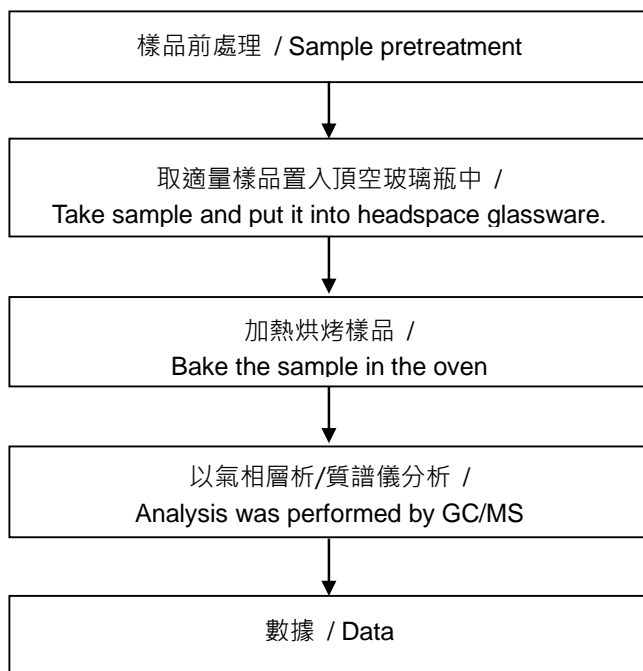 樣品前處理 / Sample pretreatment
取適量樣品置入頂空玻璃瓶中 /
Take sample and put it into headspace glassware.
加熱烘烤樣品 /
Bake the sample in the oven
以氣相層析/質譜儀分析 /
Analysis was performed by GC/MS
數據 / Data